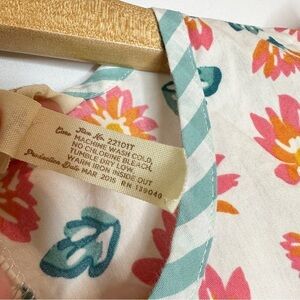 Item No. 22101T
Care MACHINE WASH COLD,
NO CHLORINE BLEACH,
TUMBLE DRY LOW,
WARM IRON INSIDE OUT
Production Date MAR 2015 RN 139040